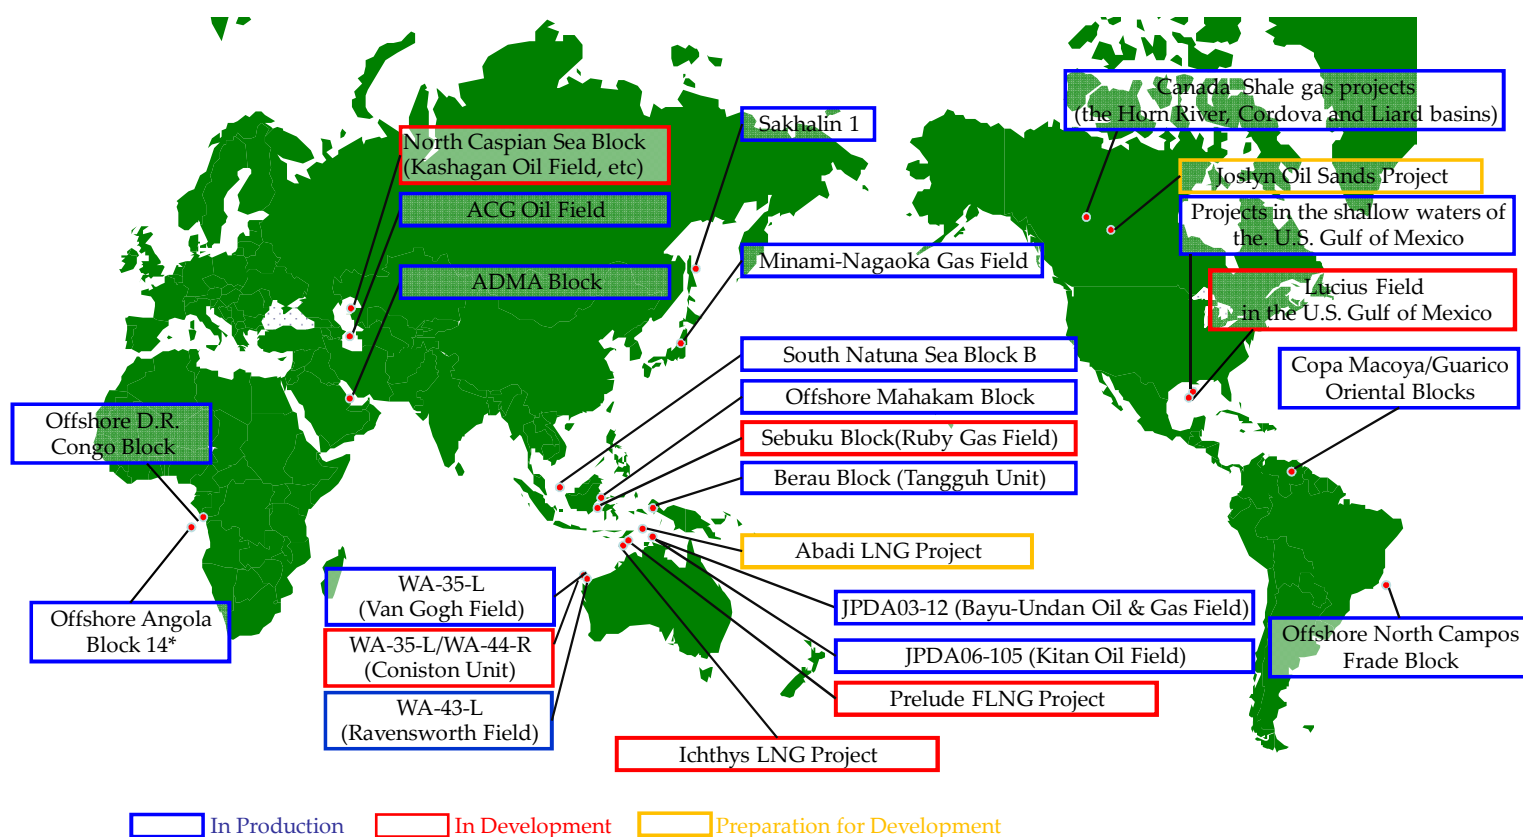 Canada  Shale gas projects
(the Horn River, Cordova and Liard basins)
Sakhalin 1
North Caspian Sea Block
(Kashagan Oil Field, etc)
Joslyn Oil Sands Project
ACG Oil Field
Projects in the shallow waters of
the. U.S. Gulf of Mexico
Minami-Nagaoka Gas Field
ADMA Block
Lucius Field
in the U.S. Gulf of Mexico
South Natuna Sea Block B
Copa Macoya/Guarico
Oriental Blocks
Offshore Mahakam Block
Offshore D.R.
Congo Block
Sebuku Block(Ruby Gas Field)
Berau Block (Tangguh Unit)
Abadi LNG Project
WA-35-L
(Van Gogh Field)
JPDA03-12 (Bayu-Undan Oil & Gas Field)
Offshore Angola
Block 14*
WA-35-L/WA-44-R
(Coniston Unit)
JPDA06-105 (Kitan Oil Field)
Offshore North Campos
Frade Block
Prelude FLNG Project
WA-43-L
(Ravensworth Field)
Ichthys LNG Project
In Production
In Development
Preparation for Development